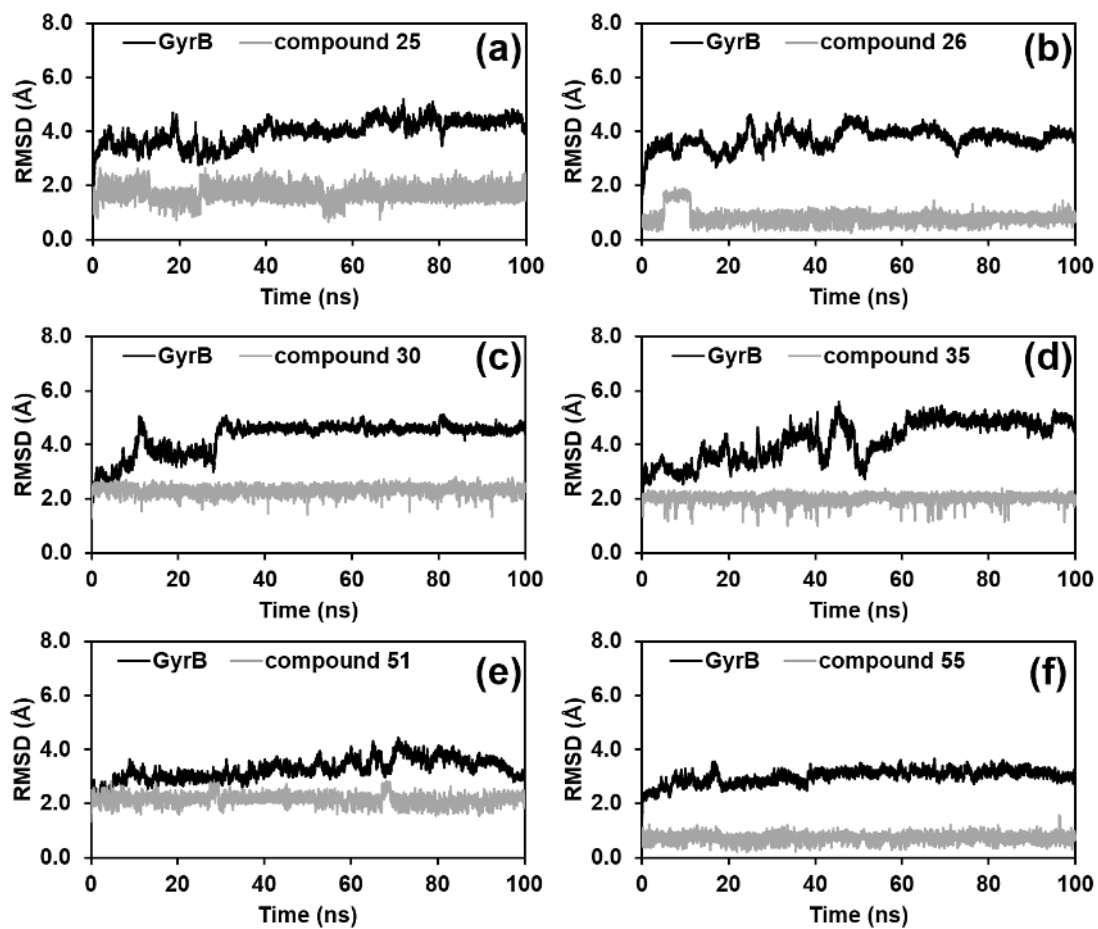 GyrB compound 25 (a)
RMSD (Å)
8.0
6.0
4.0
2.0
0.0
0 20 40 60 80 100
Time (ns)
GyrB compound 26 (b)
RMSD (Å)
8.0
6.0
4.0
2.0
0.0
0 20 40 60 80 100
Time (ns)
GyrB compound 30 (c)
RMSD (Å)
8.0
6.0
4.0
2.0
0.0
0 20 40 60 80 100
Time (ns)
GyrB compound 35 (d)
RMSD (Å)
8.0
6.0
4.0
2.0
0.0
0 20 40 60 80 100
Time (ns)
GyrB compound 51 (e)
RMSD (Å)
8.0
6.0
4.0
2.0
0.0
0 20 40 60 80 100
Time (ns)
GyrB compound 55 (f)
RMSD (Å)
8.0
6.0
4.0
2.0
0.0
0 20 40 60 80 100
Time (ns)